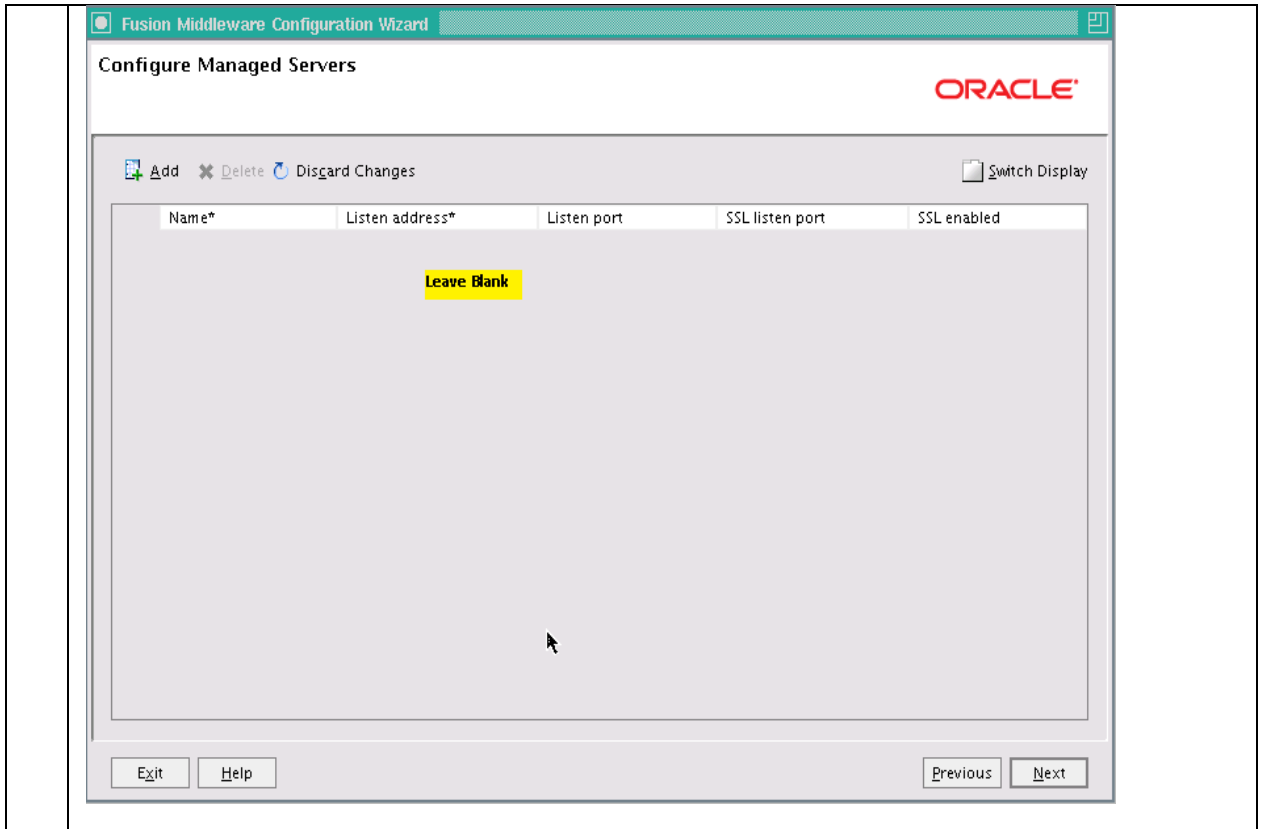 Fusion Middleware Configuration Wizard
Configure Managed Servers
ORACLE
Add Delete Discard Changes Switch Display
Name* Listen address* Listen port SSL listen port SSL enabled
Leave Blank
Exit Help Previous Next